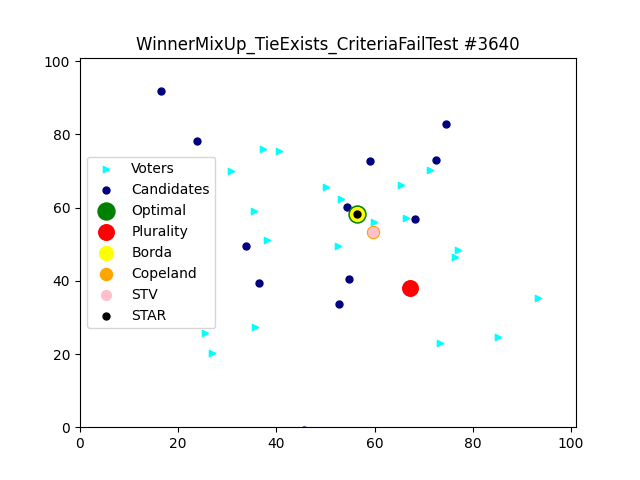 WinnerMixUp_TieExists_CriteriaFailTest #3640
100
80
60
40
20
0
Voters
Candidates
Optimal
Plurality
Borda
Copeland
STV
STAR
0 20 40 60 80 100